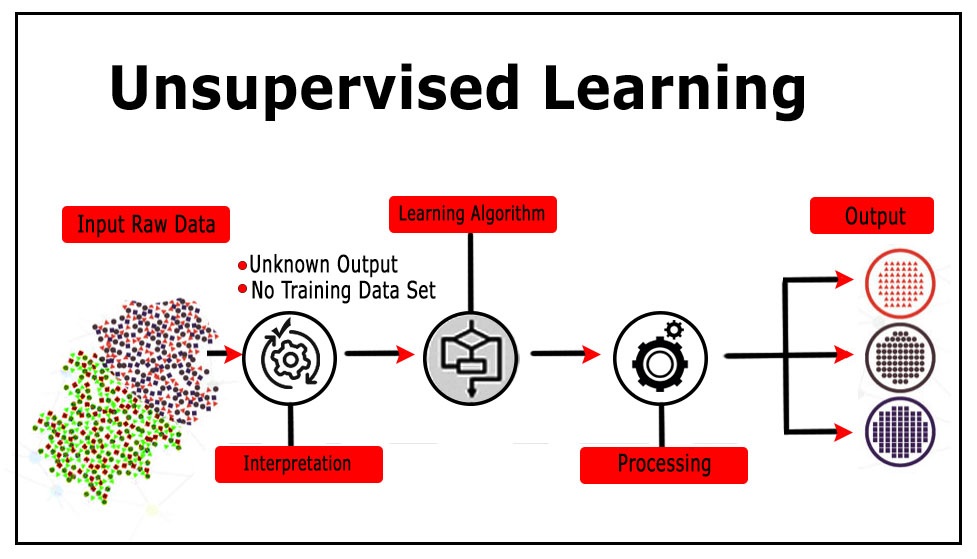 Unsupervised Learning
Input Raw Data
Learning Algorithm
Output
Unknown Output
No Training Data Set
Interpretation
Processing